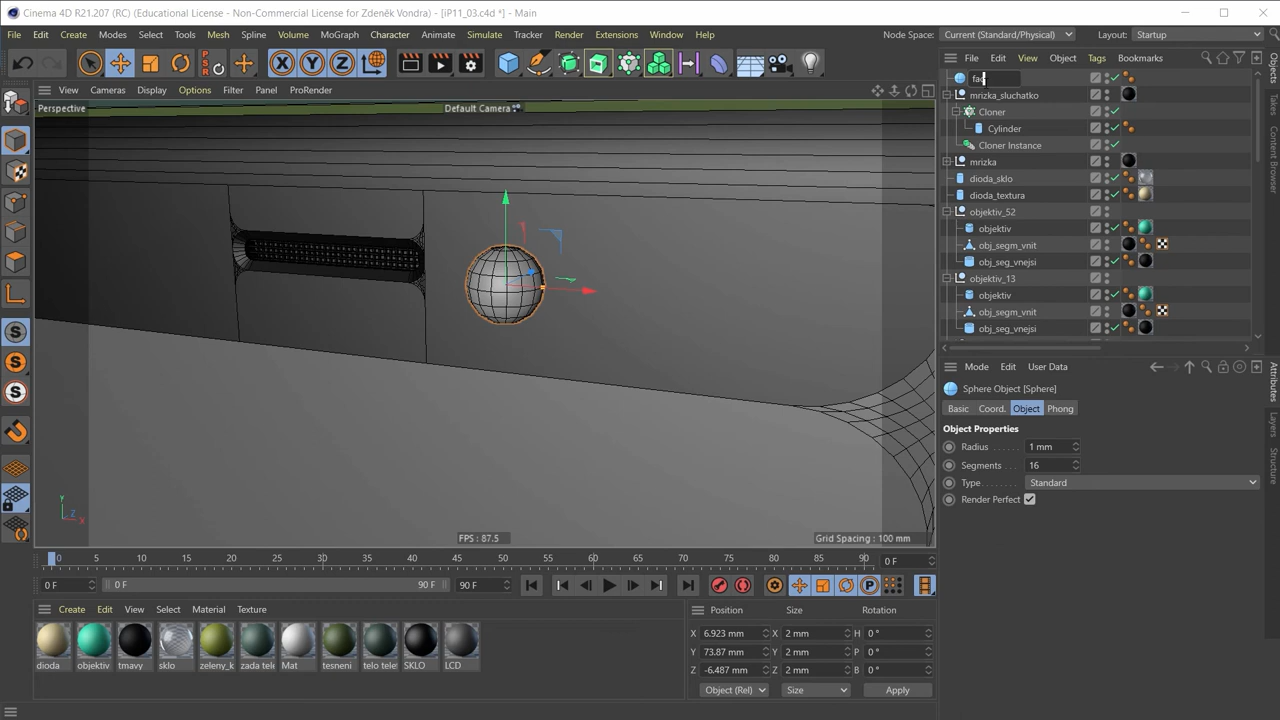 Cinema 4D R21.207 (RC) (Educational License - Non-Commercial License for Zdeněk Vondra) - [iP11_03.c4d *] - Main
File Edit Create Modes Select Tools Mesh Spline Volume MoGraph Character Animate Simulate Tracker Render Extensions Window Help Node Space: Current (Standard/Physical) Layout: Startup
File Edit View Object Tags Bookmarks
View Cameras Display Options Filter Panel ProRender
Perspective Default Camera
mrizka_sluchatko
Cloner
Cylinder
Cloner Instance
mrizka
dioda_sklo
dioda_textura
objektiv_52
objektiv
obj_segm_vnit
obj_seg_vnejsi
objektiv_13
objektiv
obj_segm_vnit
obj_seg_vnejsi
Objects
Takes
Content Browser
Mode Edit User Data
Sphere Object [Sphere]
Basic Coord. Object Phong
Object Properties
Radius 1 mm
Segments 16
Type Standard
Render Perfect
Attributes
Layers
Structure
PSR
Y
Z
X
FPS : 87.5 Grid Spacing : 100 mm
0 5 10 15 20 25 30 35 40 45 50 55 60 65 70 75 80 85 90 0 F
0 F 0 F 90 F 90 F
Create Edit View Select Material Texture
dioda objektiv tmavy sklo zeleny_k zada tele Mat tesneni telo tele SKLO LCD
Position Size Rotation
X 6.923 mm X 2 mm H 0 °
Y 73.87 mm Y 2 mm P 0 °
Z -6.487 mm Z 2 mm B 0 °
Object (Rel) Size Apply